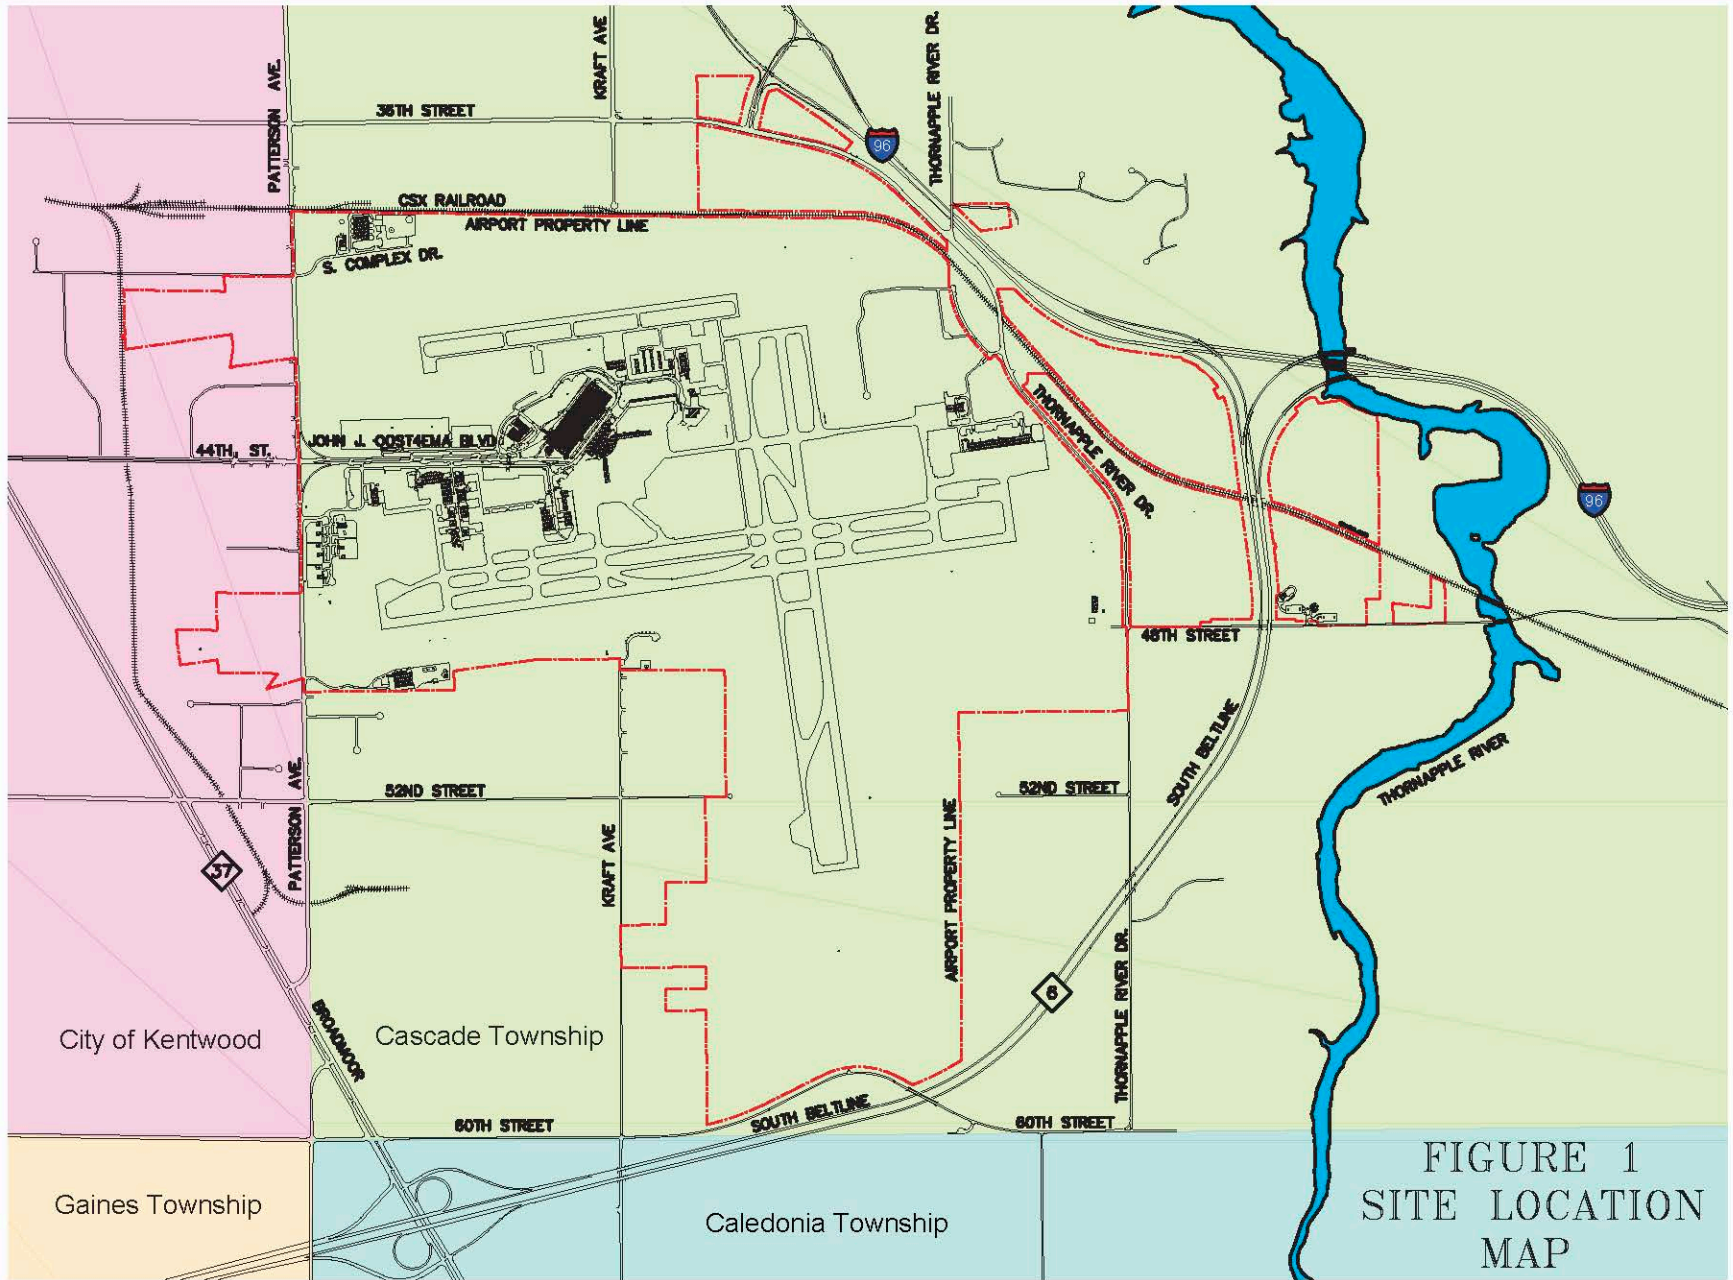 KRAFT AVE
THORNAPPLE RIVER DR.
PATTERSON AVE.
36TH STREET
96
CSX RAILROAD
AIRPORT PROPERTY LINE
S. COMPLEX DR.
THORNAPPLE RIVER DR.
JOHN J. OOSTEMA BLVD
44TH. ST.
96
48TH STREET
SOUTH BELTLINE
THORNAPPLE RIVER
52ND STREET
52ND STREET
PATTERSON AVE.
KRAFT AVE
AIRPORT PROPERTY LINE
37
6
THORNAPPLE RIVER DR.
BROADMOOR
City of Kentwood
Cascade Township
60TH STREET
SOUTH BELTLINE
60TH STREET
Gaines Township
Caledonia Township
FIGURE 1
SITE LOCATION
MAP